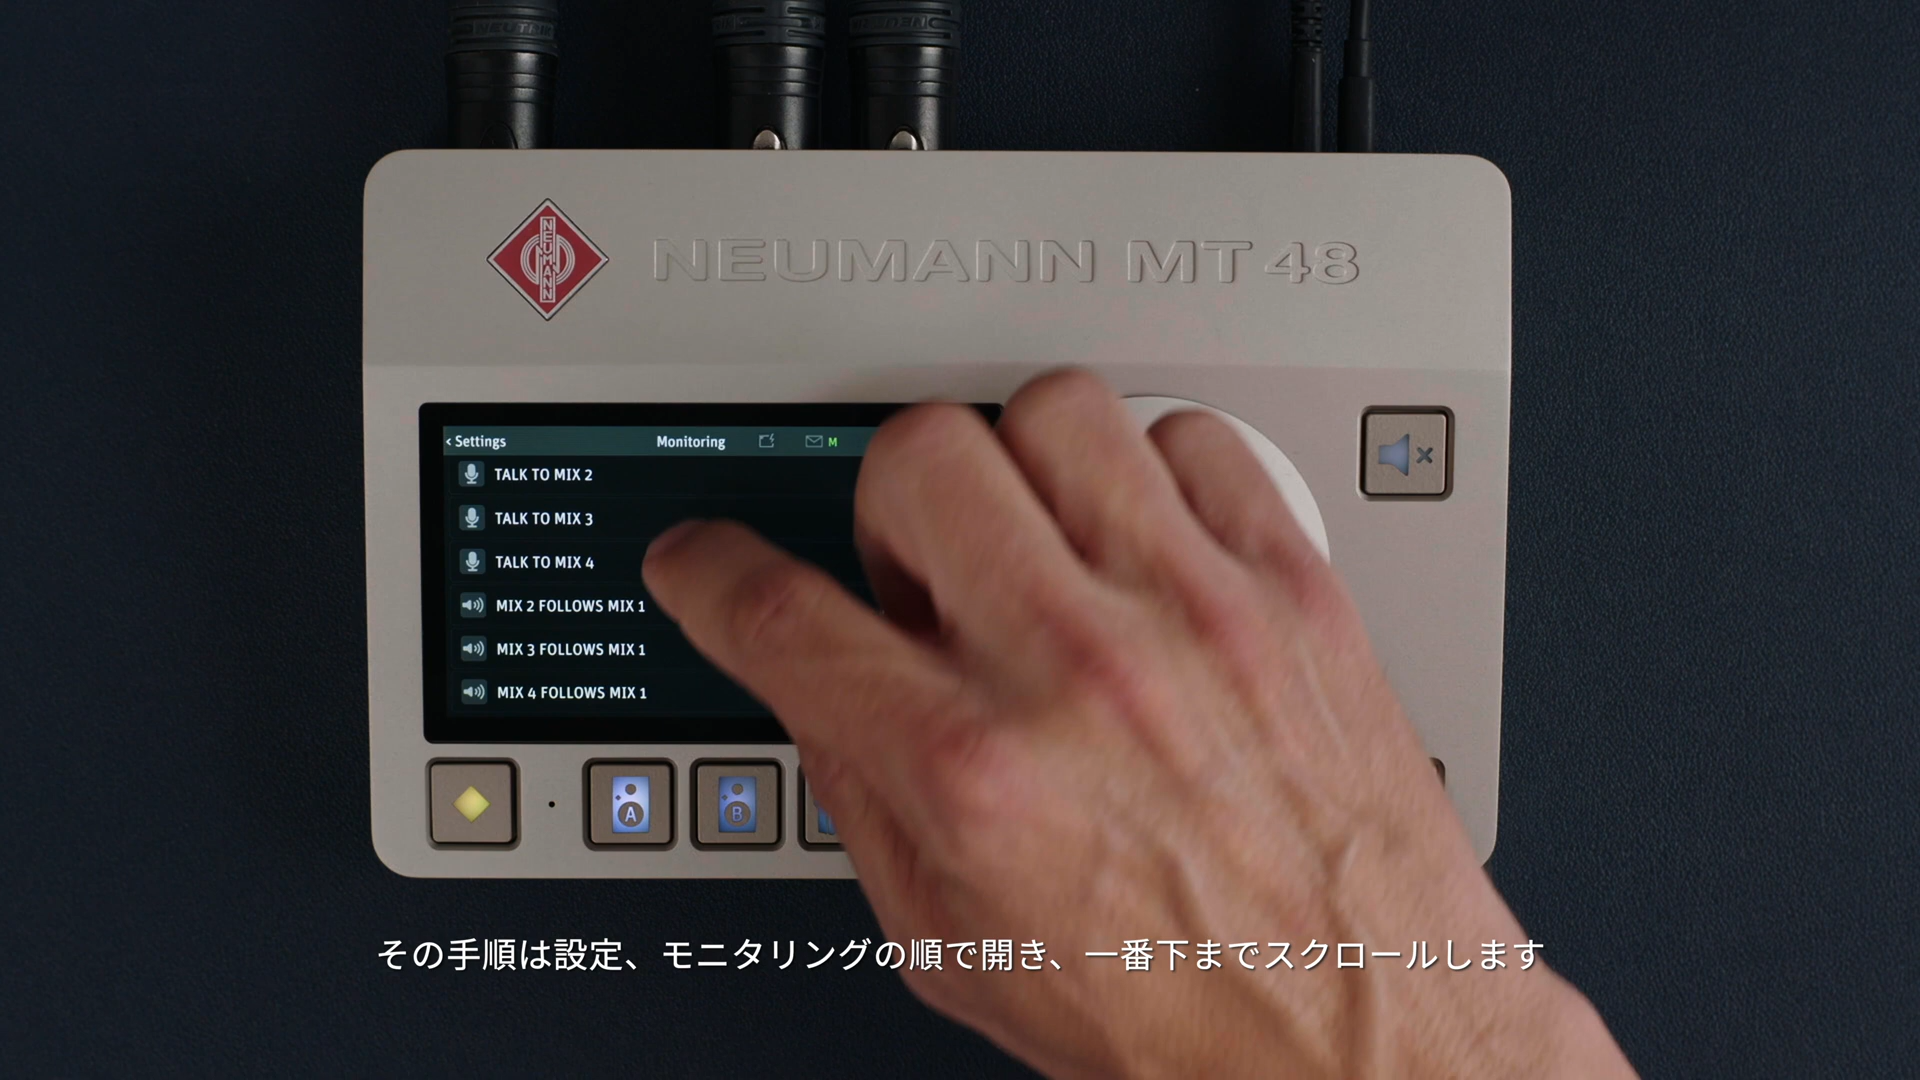 NEUTRIK
NEUMANN
NEUMANN MT 48
< Settings
Monitoring
M
TALK TO MIX 2
TALK TO MIX 3
TALK TO MIX 4
MIX 2 FOLLOWS MIX 1
MIX 3 FOLLOWS MIX 1
MIX 4 FOLLOWS MIX 1
A
B
その手順は設定、モニタリングの順で開き、一番下までスクロールします